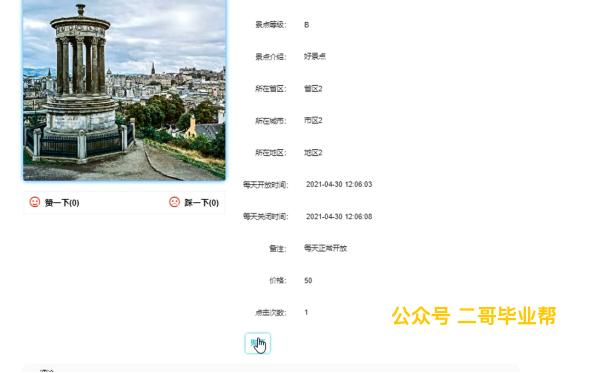 景点等级： B
景点介绍： 好景点
所在省区： 省区2
所在城市： 市区2
所在地区： 地区2
每天开放时间： 2021-04-30 12:06:03
赞一下(0) 踩一下(0)
每天关闭时间： 2021-04-30 12:06:08
备注： 每天正常开放
价格： 50
点击次数： 1
公众号 二哥毕业帮